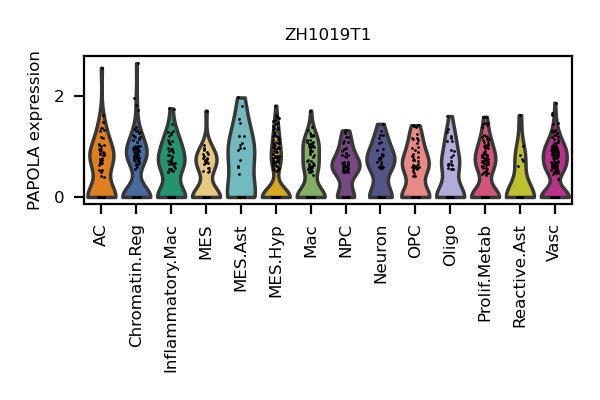 ZH1019T1
PAPOLA expression
2
0
AC
Chromatin.Reg
Inflammatory.Mac
MES
MES.Ast
MES.Hyp
Mac
NPC
Neuron
OPC
Oligo
Prolif.Metab
Reactive.Ast
Vasc